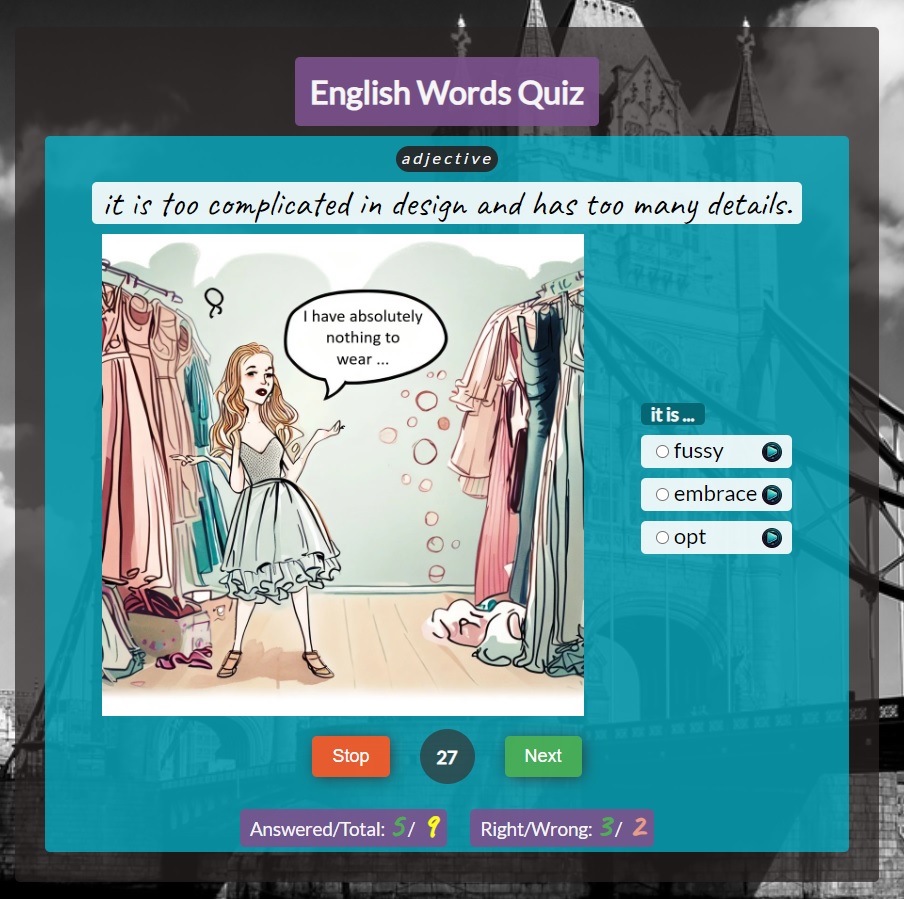 English Words Quiz
adjective
it is too complicated in design and has too many details.
I have absolutely
nothing to
wear ...
it is ...
fussy
embrace
opt
Stop
27
Next
Answered/Total: 5/ 9
Right/Wrong: 3/ 2